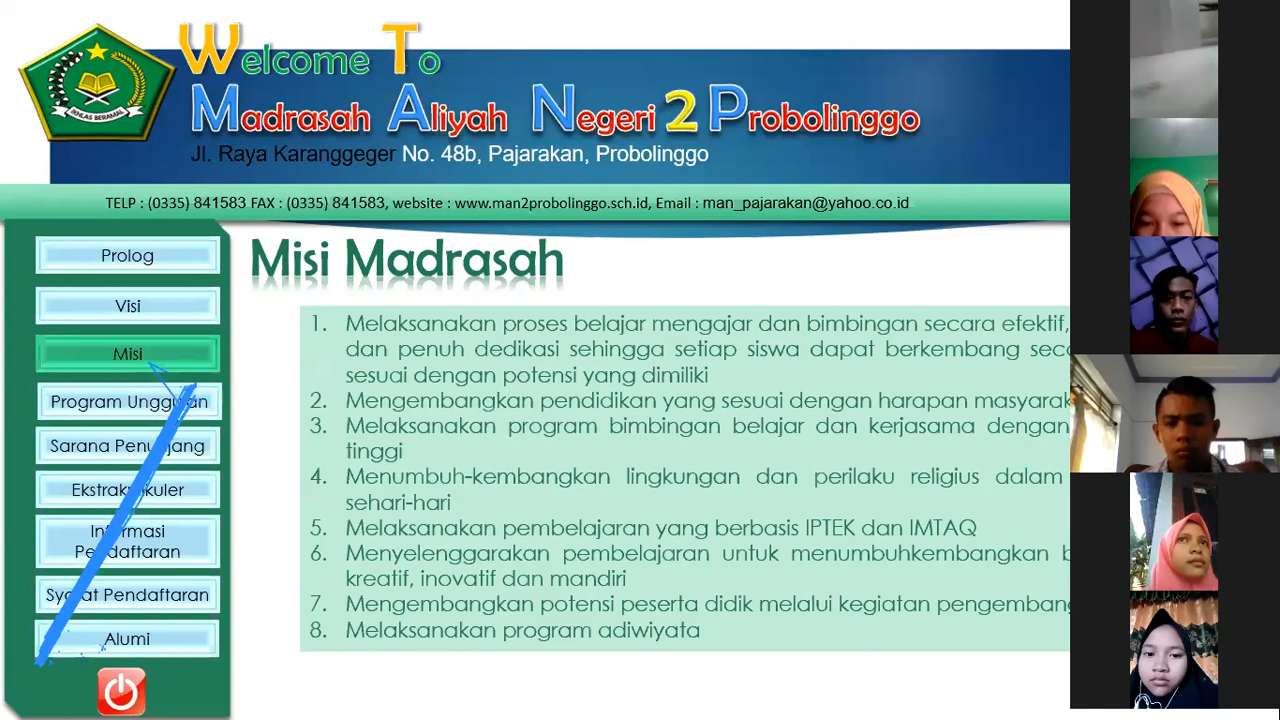 IKHLAS BERAMAL
Welcome To
Madrasah Aliyah Negeri 2 Probolinggo
Jl. Raya Karanggeger No. 48b, Pajarakan, Probolinggo
TELP : (0335) 841583 FAX : (0335) 841583, website : www.man2probolinggo.sch.id, Email : man_pajarakan@yahoo.co.id
Prolog
Visi
Misi
Program Unggulan
Sarana Penunjang
Ekstrakurikuler
Informasi
Pendaftaran
Syarat Pendaftaran
Alumi
Misi Madrasah
1. Melaksanakan proses belajar mengajar dan bimbingan secara efektif,
dan penuh dedikasi sehingga setiap siswa dapat berkembang
sesuai dengan potensi yang dimiliki
2. Mengembangkan pendidikan yang sesuai dengan harapan
3. Melaksanakan program bimbingan belajar dan kerjasama dengan
tinggi
4. Menumbuh-kembangkan lingkungan dan perilaku religius dalam
sehari-hari
5. Melaksanakan pembelajaran yang berbasis IPTEK dan IMTAQ
6. Menyelenggarakan pembelajaran untuk menumbuhkembangkan
kreatif, inovatif dan mandiri
7. Mengembangkan potensi peserta didik melalui kegiatan
8. Melaksanakan program adiwiyata